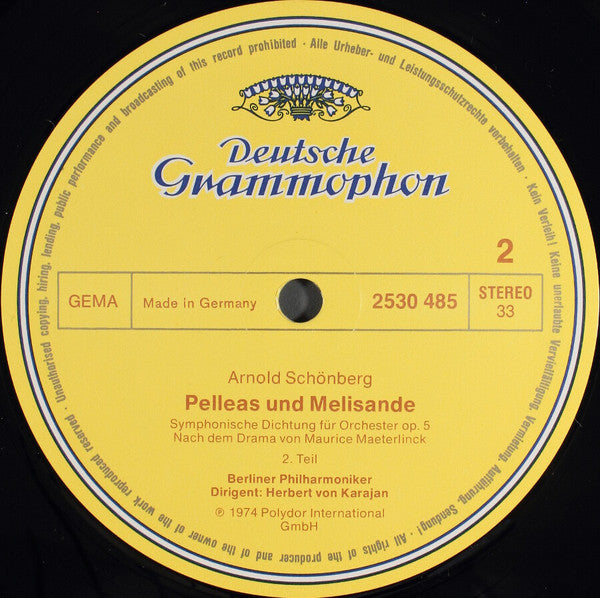 Deutsche
Grammophon
2
GEMA
Made in Germany
2530 485
STEREO
33
Arnold Schönberg
Pelleas und Melisande
Symphonische Dichtung für Orchester op. 5
Nach dem Drama von Maurice Maeterlinck
2. Teil
Berliner Philharmoniker
Dirigent: Herbert von Karajan
℗ 1974 Polydor International
GmbH
Alle Urheber- und Leistungsschutzrechte vorbehalten · Kein Verleih! Keine unerlaubte Vervielfältigung, Vermietung, Aufführung, Sendung! · All rights of the producer and of the owner of the work reproduced reserved · Unauthorised copying, hiring, lending, public performance and broadcasting of this record prohibited ·